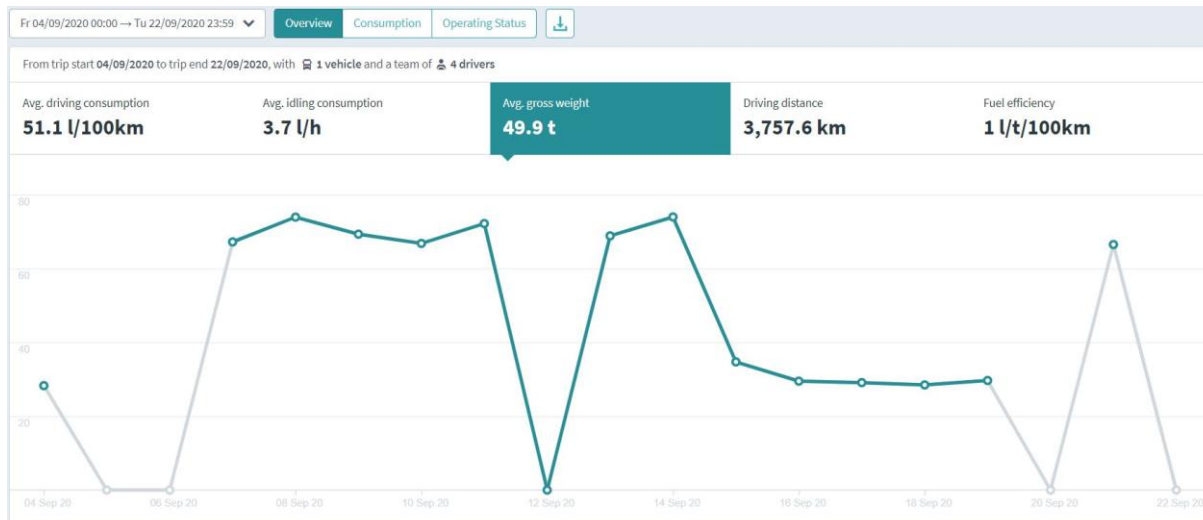 Fr 04/09/2020 00:00 → Tu 22/09/2020 23:59
Overview
Consumption
Operating Status
From trip start 04/09/2020 to trip end 22/09/2020, with 1 vehicle and a team of 4 drivers
Avg. driving consumption
51.1 l/100km
Avg. idling consumption
3.7 l/h
Avg. gross weight
49.9 t
Driving distance
3,757.6 km
Fuel efficiency
1 l/t/100km
80
60
40
20
04 Sep 20
06 Sep 20
08 Sep 20
10 Sep 20
12 Sep 20
14 Sep 20
16 Sep 20
18 Sep 20
20 Sep 20
22 Sep 20